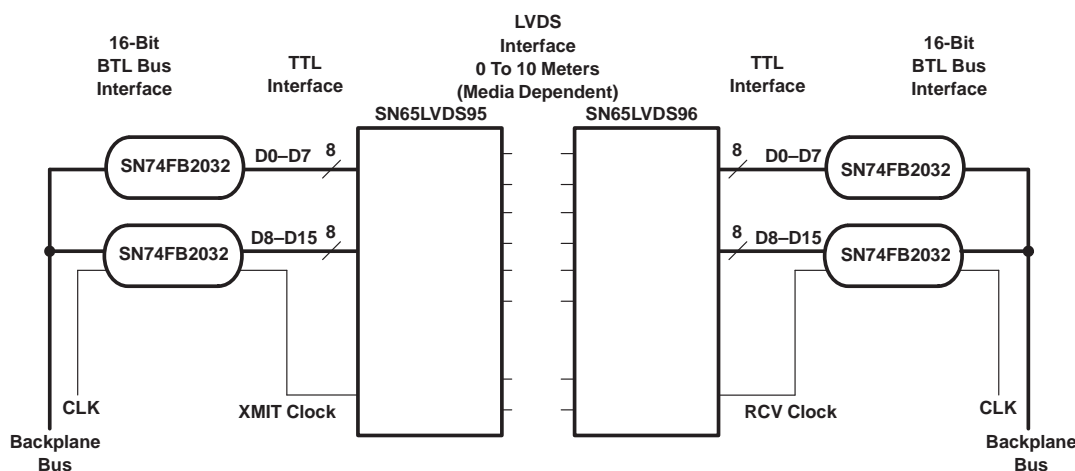 LVDS
Interface
0 To 10 Meters
(Media Dependent)
16-Bit
BTL Bus
Interface
TTL
Interface
TTL
Interface
16-Bit
BTL Bus
Interface
SN65LVDS95
SN65LVDS96
SN74FB2032
D0–D7
8
8
D0–D7
SN74FB2032
SN74FB2032
D8–D15
8
8
D8–D15
SN74FB2032
CLK
XMIT Clock
RCV Clock
CLK
Backplane
Bus
Backplane
Bus